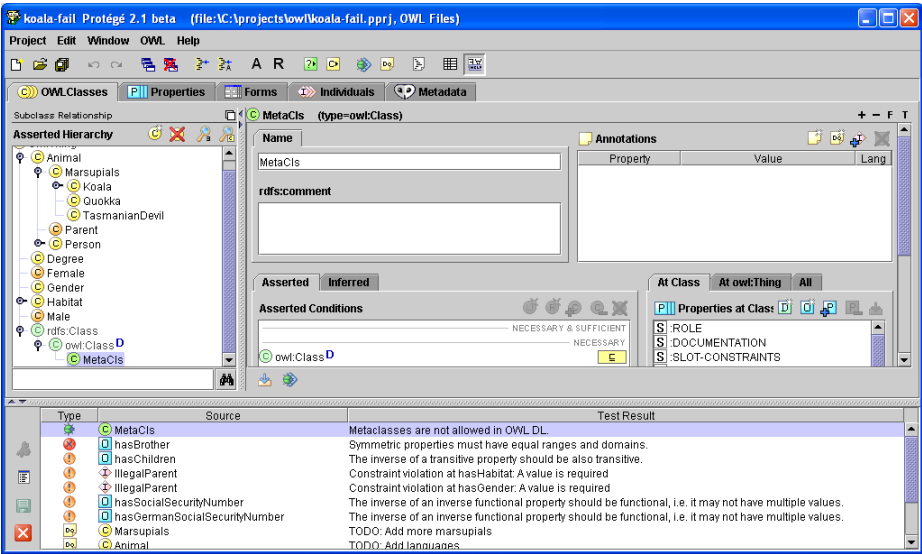 koala-fail Protégé 2.1 beta (file:\C:\projects\owl\koala-fail.pprj, OWL Files)
Project Edit Window OWL Help
OWLClasses Properties Forms Individuals Metadata
Subclass Relationship
Asserted Hierarchy
Animal
Marsupials
Koala
Quokka
TasmanianDevil
Parent
Person
Degree
Female
Gender
Habitat
Male
rdfs:Class
owl:Class D
MetaCls
MetaCls (type=owl:Class)
+ − F T
Name
MetaCls
rdfs:comment
Annotations
Property Value Lang
Asserted Inferred
Asserted Conditions
NECESSARY & SUFFICIENT
NECESSARY
owl:Class D
At Class At owl:Thing All
Properties at Class
S :ROLE
S :DOCUMENTATION
S :SLOT-CONSTRAINTS
Type Source Test Result
MetaCls Metaclasses are not allowed in OWL DL.
hasBrother Symmetric properties must have equal ranges and domains.
hasChildren The inverse of a transitive property should be also transitive.
IllegalParent Constraint violation at hasHabitat: A value is required
IllegalParent Constraint violation at hasGender: A value is required
hasSocialSecurityNumber The inverse of an inverse functional property should be functional, i.e. it may not have multiple values.
hasGermanSocialSecurityNumber The inverse of an inverse functional property should be functional, i.e. it may not have multiple values.
Marsupials TODO: Add more marsupials
Animal TODO: Add languages